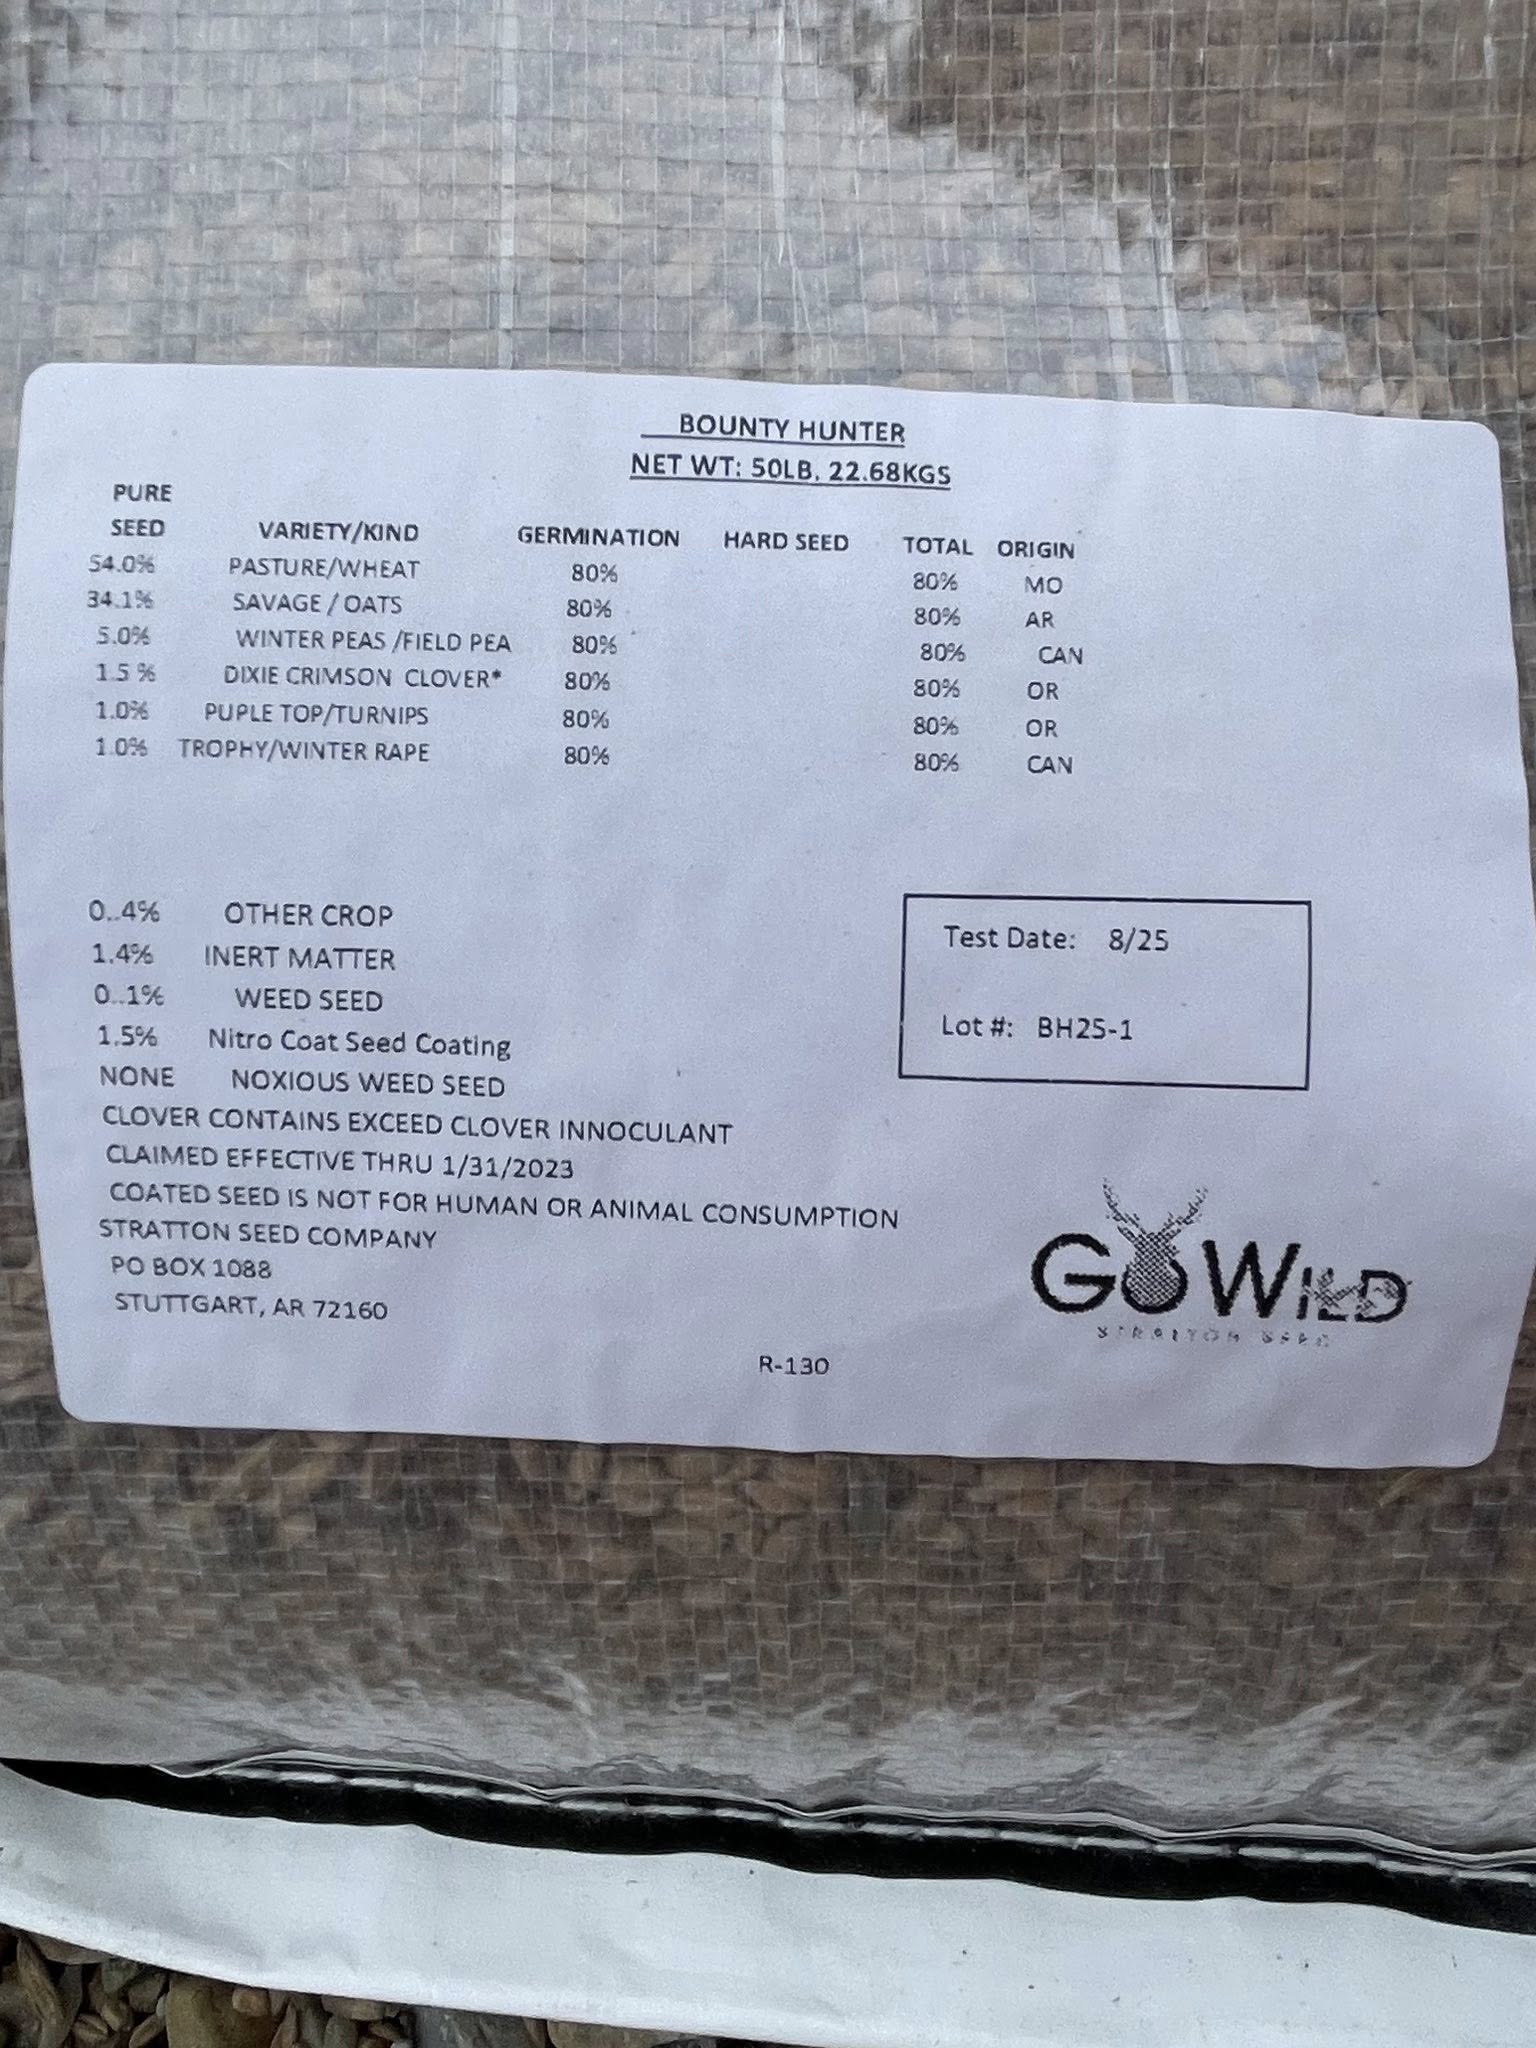 BOUNTY HUNTER
NET WT: 50LB. 22.68KGS
PURE
SEED VARIETY/KIND GERMINATION HARD SEED TOTAL ORIGIN
54.0% PASTURE/WHEAT 80% 80% MO
34.1% SAVAGE / OATS 80% 80% AR
5.0% WINTER PEAS /FIELD PEA 80% 80% CAN
1.5 % DIXIE CRIMSON CLOVER* 80% 80% OR
1.0% PUPLE TOP/TURNIPS 80% 80% OR
1.0% TROPHY/WINTER RAPE 80% 80% CAN
0..4% OTHER CROP
1.4% INERT MATTER
0..1% WEED SEED
1.5% Nitro Coat Seed Coating
NONE NOXIOUS WEED SEED
Test Date: 8/25
Lot #: BH25-1
CLOVER CONTAINS EXCEED CLOVER INNOCULANT
CLAIMED EFFECTIVE THRU 1/31/2023
COATED SEED IS NOT FOR HUMAN OR ANIMAL CONSUMPTION
STRATTON SEED COMPANY
PO BOX 1088
STUTTGART, AR 72160
GO WILD
STRATTON SEED
R-130